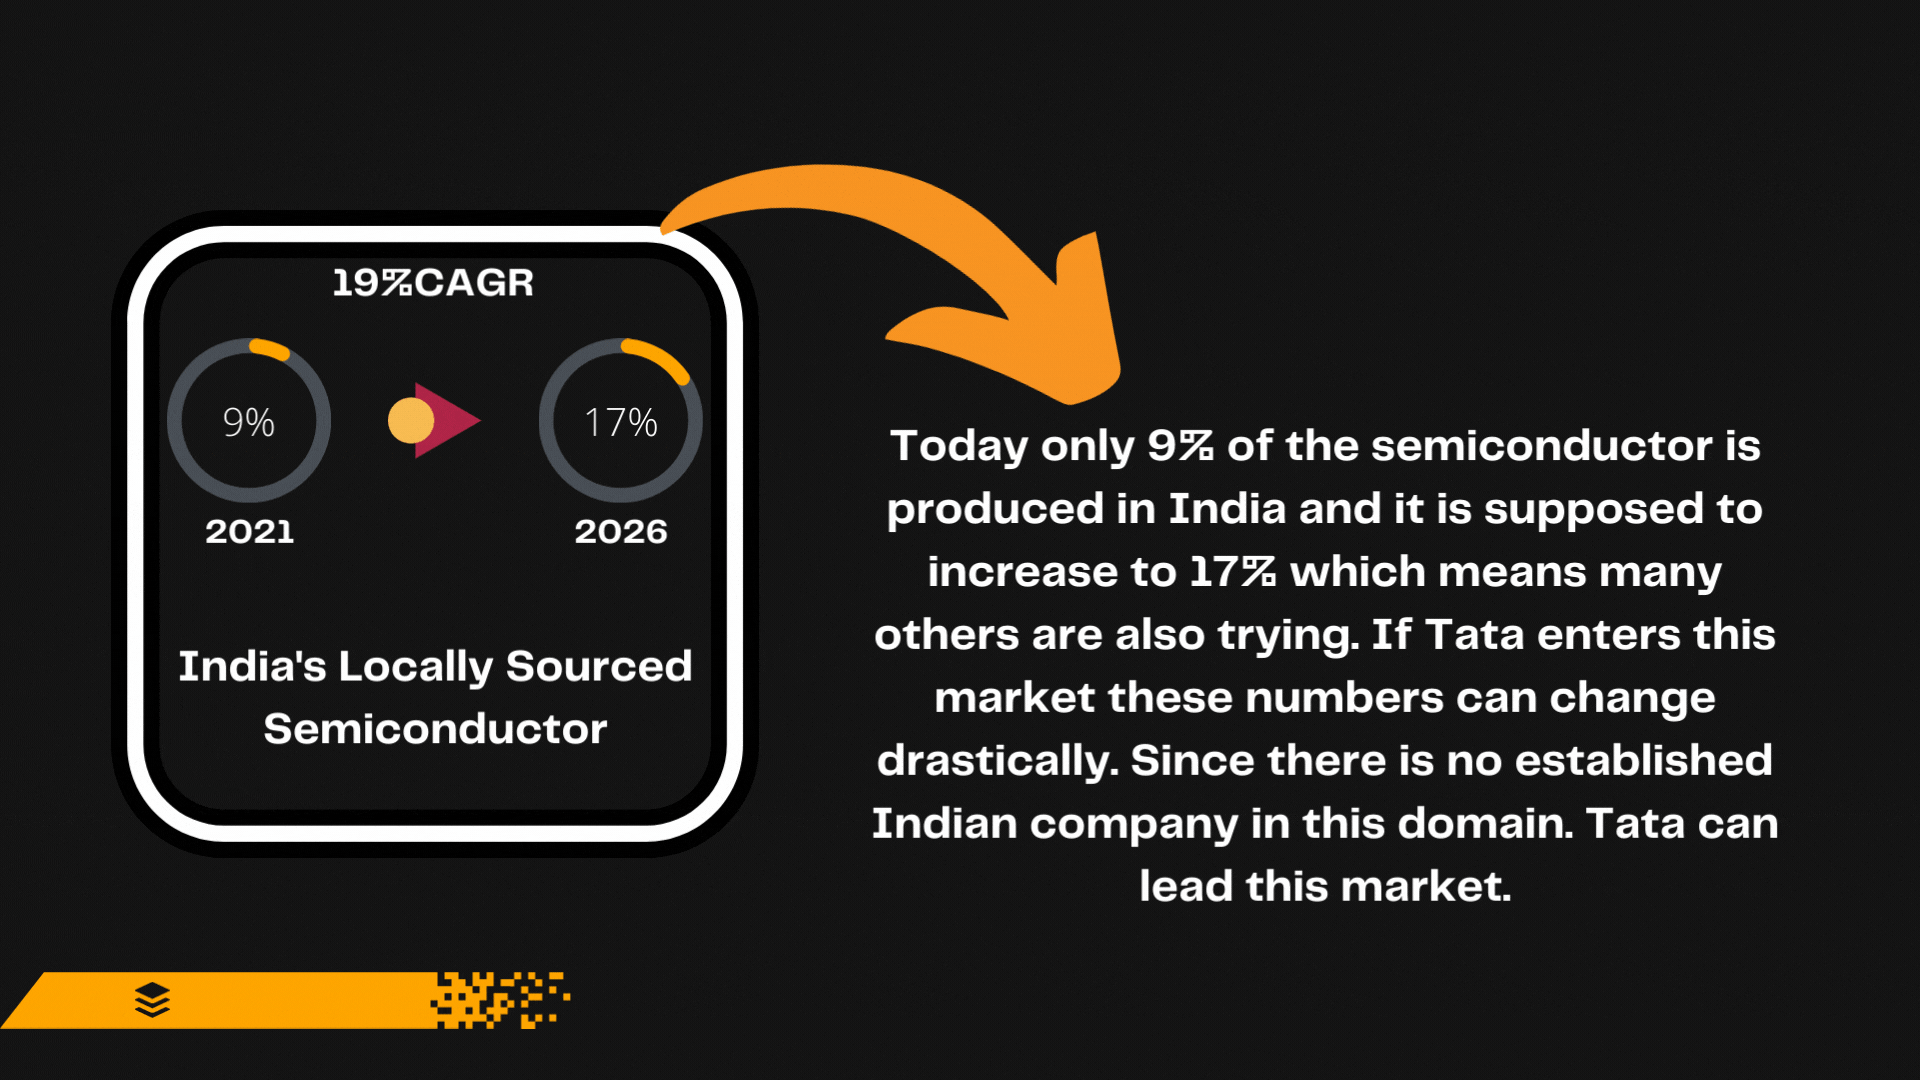 19%CAGR
9%
17%
2021
2026
India's Locally Sourced
Semiconductor
Today only 9% of the semiconductor is
produced in India and it is supposed to
increase to 17% which means many
others are also trying. If Tata enters this
market these numbers can change
drastically. Since there is no established
Indian company in this domain. Tata can
lead this market.